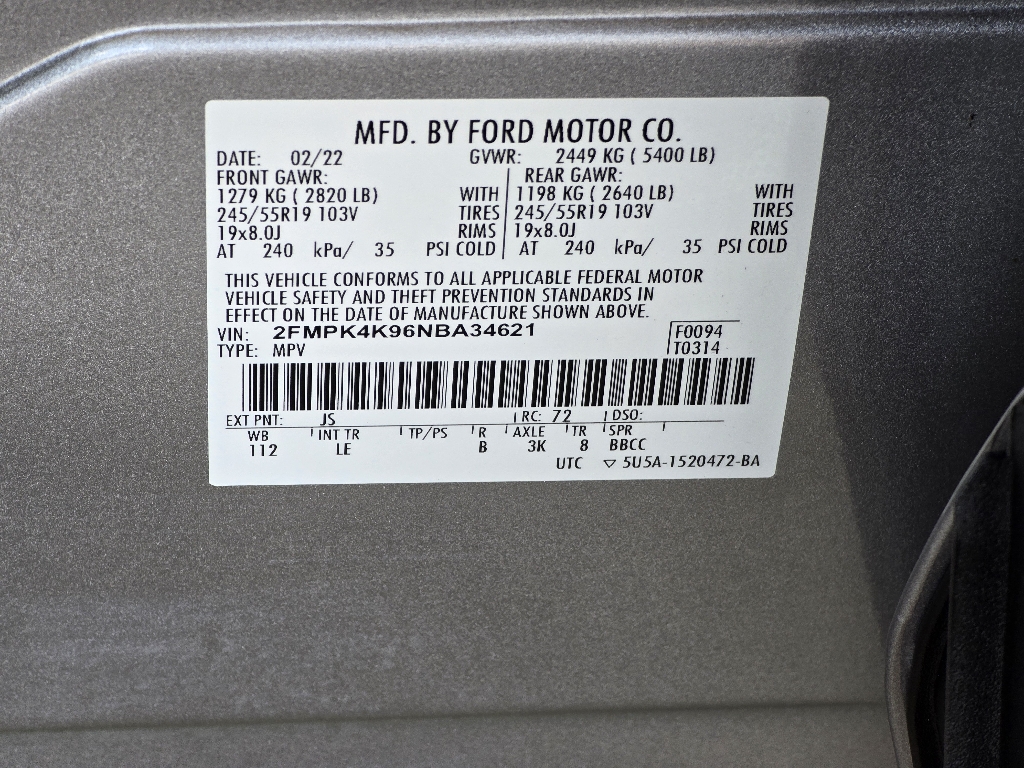 MFD. BY FORD MOTOR CO.
DATE: 02/22 GVWR: 2449 KG ( 5400 LB)
FRONT GAWR: REAR GAWR:
1279 KG ( 2820 LB) WITH 1198 KG ( 2640 LB) WITH
245/55R19 103V TIRES 245/55R19 103V TIRES
19x8.0J RIMS 19x8.0J RIMS
AT 240 kPa/ 35 PSI COLD AT 240 kPa/ 35 PSI COLD
THIS VEHICLE CONFORMS TO ALL APPLICABLE FEDERAL MOTOR
VEHICLE SAFETY AND THEFT PREVENTION STANDARDS IN
EFFECT ON THE DATE OF MANUFACTURE SHOWN ABOVE.
VIN: 2FMPK4K96NBA34621 F0094
TYPE: MPV T0314
EXT PNT: JS RC: 72 DSO:
WB INT TR TP/PS R AXLE TR SPR
112 LE B 3K 8 BBCC
UTC ▽ 5U5A-1520472-BA